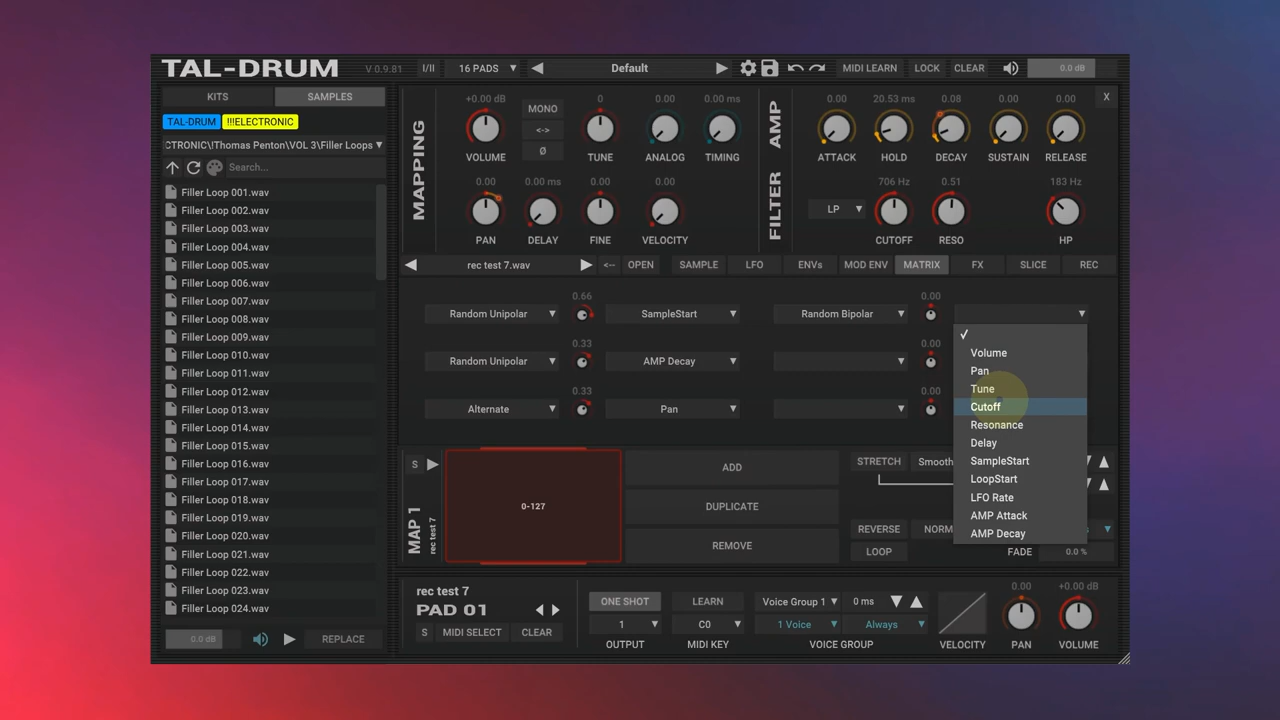 TAL-DRUM V 0.9.81 I/II 16 PADS Default MIDI LEARN LOCK CLEAR 0.0 dB
KITS SAMPLES
TAL-DRUM !!!ELECTRONIC
CTRONIC\!Thomas Penton\VOL 3\Filler Loops
Search...
Filler Loop 001.wav
Filler Loop 002.wav
Filler Loop 003.wav
Filler Loop 004.wav
Filler Loop 005.wav
Filler Loop 006.wav
Filler Loop 007.wav
Filler Loop 008.wav
Filler Loop 009.wav
Filler Loop 010.wav
Filler Loop 011.wav
Filler Loop 012.wav
Filler Loop 013.wav
Filler Loop 014.wav
Filler Loop 015.wav
Filler Loop 016.wav
Filler Loop 017.wav
Filler Loop 018.wav
Filler Loop 019.wav
Filler Loop 020.wav
Filler Loop 021.wav
Filler Loop 022.wav
Filler Loop 023.wav
Filler Loop 024.wav
0.0 dB REPLACE
MAPPING
+0.00 dB MONO 0 0.00 0.00 ms
<->
Ø
VOLUME TUNE ANALOG TIMING
0.00 0.00 ms 0.00 0.00
PAN DELAY FINE VELOCITY
AMP
0.00 20.53 ms 0.08 0.00 0.00 X
ATTACK HOLD DECAY SUSTAIN RELEASE
FILTER
706 Hz 0.51 183 Hz
LP
CUTOFF RESO HP
rec test 7.wav <-- OPEN SAMPLE LFO ENVs MOD ENV MATRIX FX SLICE REC
0.66 0.00
Random Unipolar SampleStart Random Bipolar
0.33 0.00
Random Unipolar AMP Decay
0.33 0.00
Alternate Pan
✓
Volume
Pan
Tune
Cutoff
Resonance
Delay
SampleStart
LoopStart
LFO Rate
AMP Attack
AMP Decay
MAP 1
rec test 7
S
0-127
ADD
DUPLICATE
REMOVE
STRETCH Smooth
REVERSE NORM
LOOP FADE 0.0 %
rec test 7
PAD 01
S MIDI SELECT CLEAR
ONE SHOT LEARN Voice Group 1 0 ms 0.00 +0.00 dB
1 C0 1 Voice Always
OUTPUT MIDI KEY VOICE GROUP VELOCITY PAN VOLUME